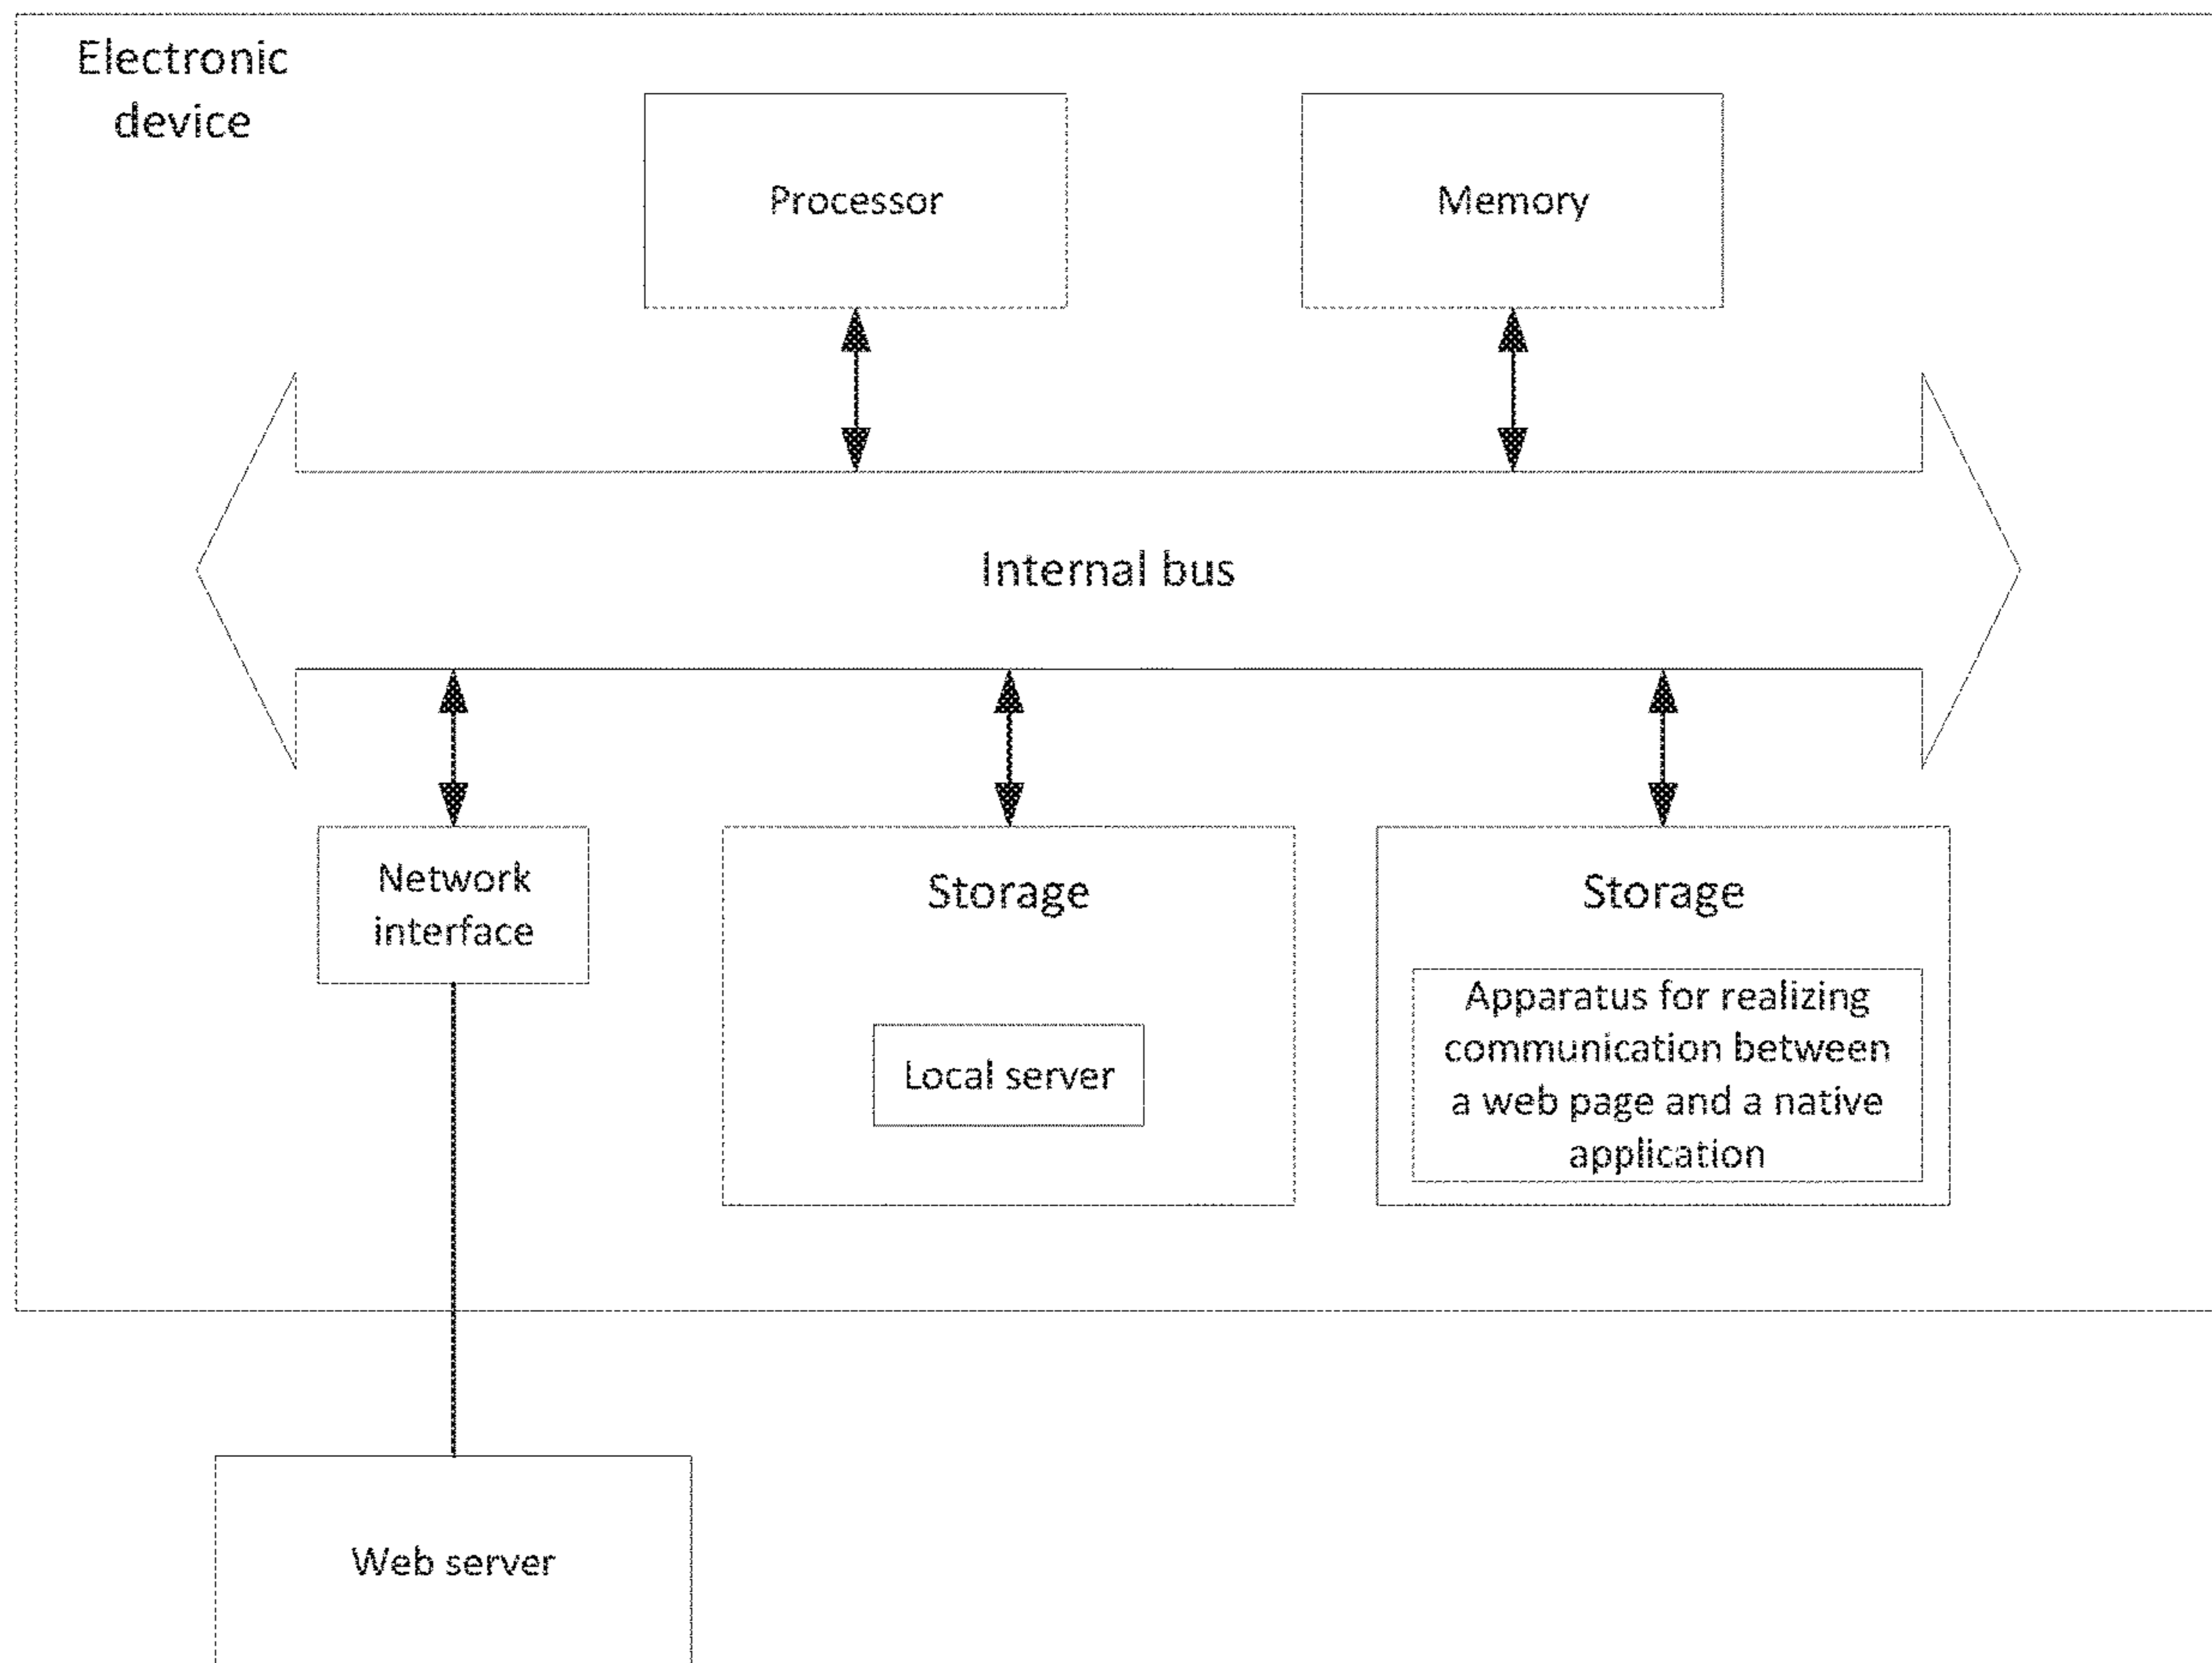 Electronic
device
Processor
Memory
Internal bus
Network
interface
Storage
Local server
Storage
Apparatus for realizing
communication between
a web page and a native
application
Web server